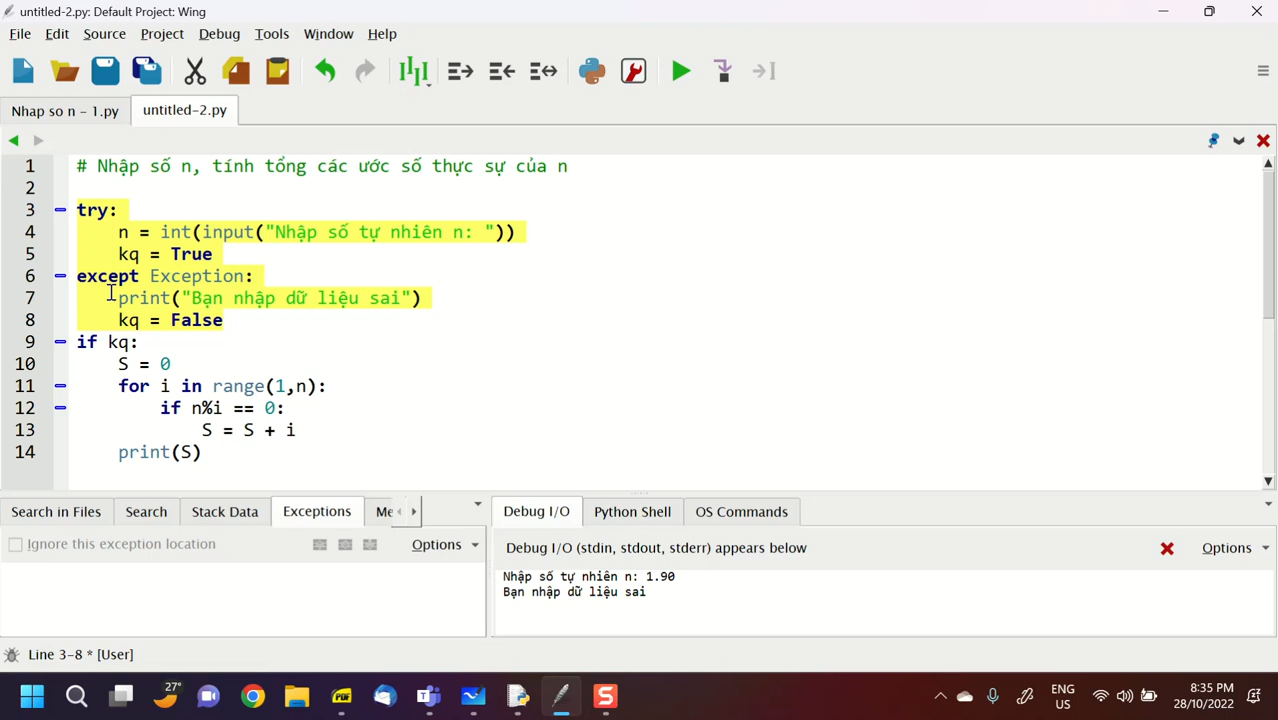 untitled-2.py: Default Project: Wing
File Edit Source Project Debug Tools Window Help
Nhap so n - 1.py untitled-2.py
1 # Nhập số n, tính tổng các ước số thực sự của n
2
3 try:
4 n = int(input("Nhập số tự nhiên n: "))
5 kq = True
6 except Exception:
7 print("Bạn nhập dữ liệu sai")
8 kq = False
9 if kq:
10 S = 0
11 for i in range(1,n):
12 if n%i == 0:
13 S = S + i
14 print(S)
Search in Files Search Stack Data Exceptions Me Debug I/O Python Shell OS Commands
Ignore this exception location Options Debug I/O (stdin, stdout, stderr) appears below Options
Nhập số tự nhiên n: 1.90
Bạn nhập dữ liệu sai
Line 3-8 * [User]
27° PDF S ENG US 8:35 PM 28/10/2022